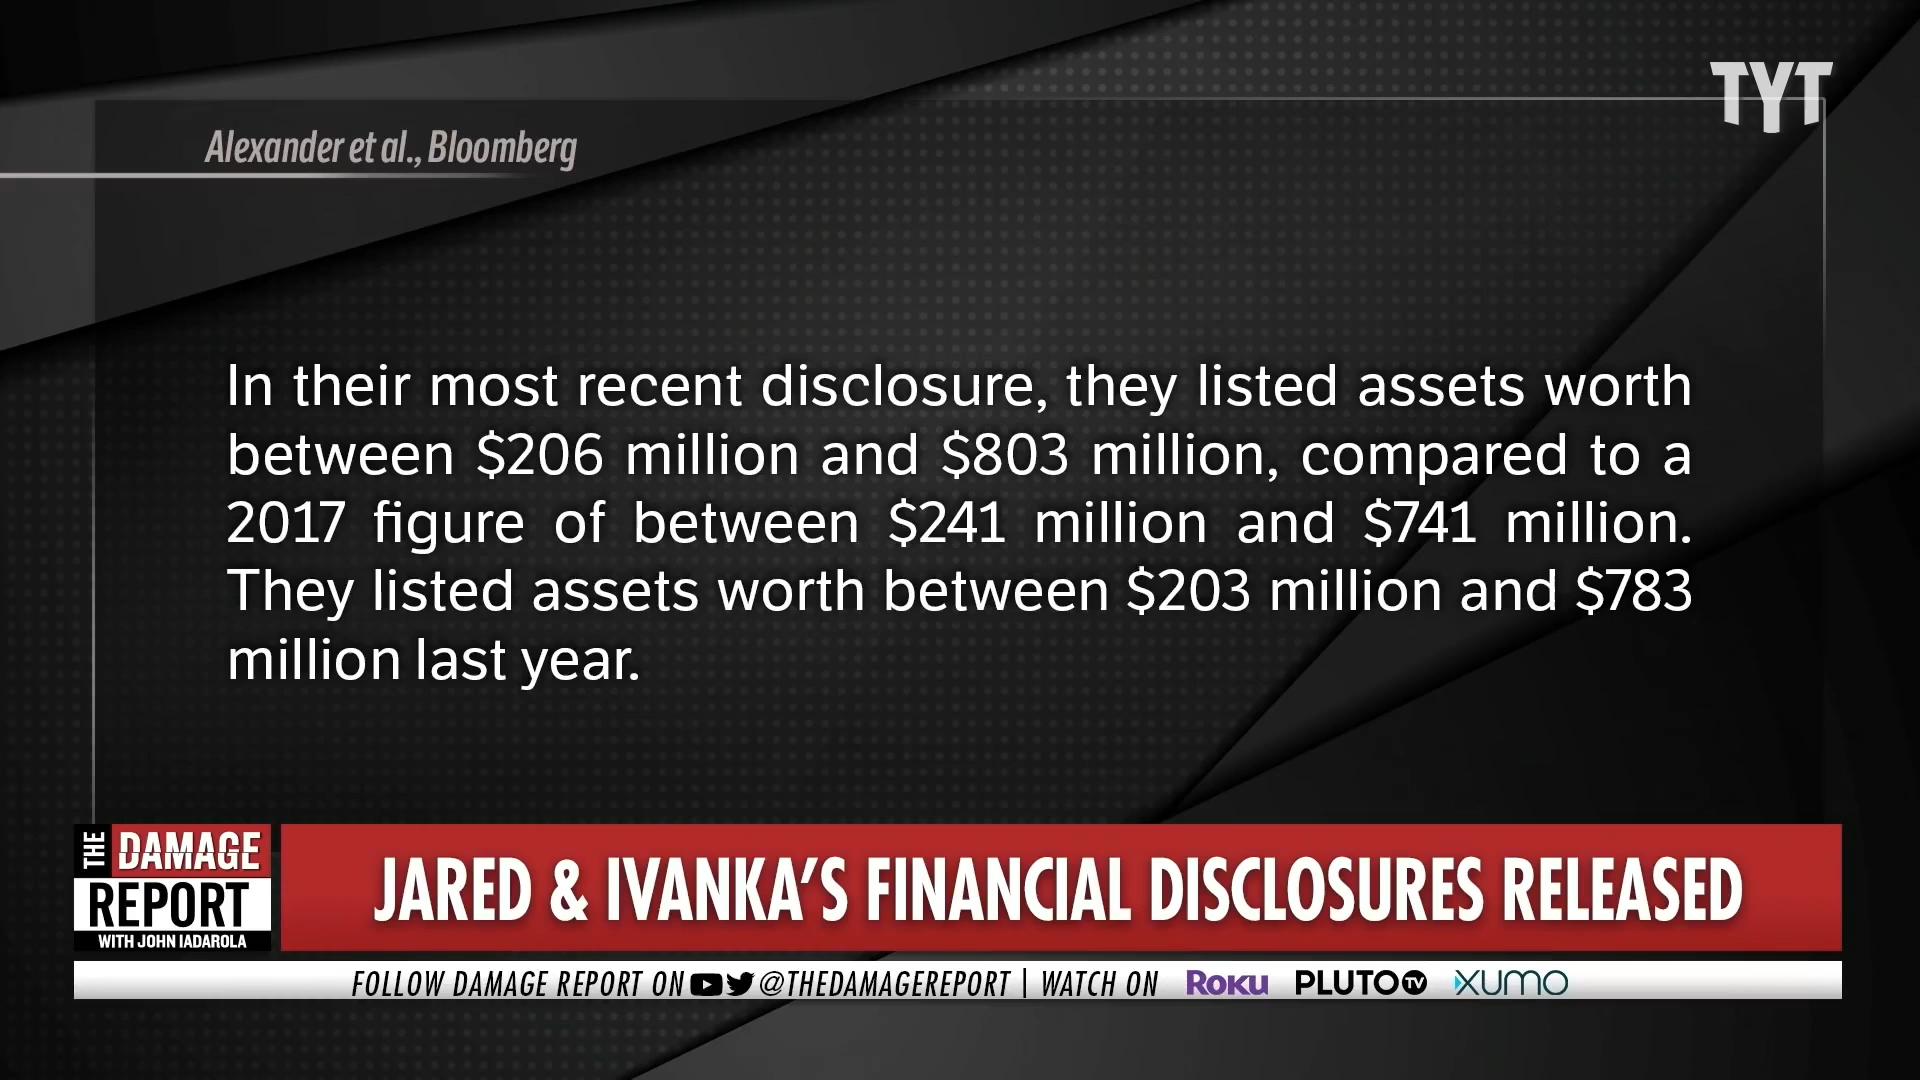 TYT
Alexander et al., Bloomberg
In their most recent disclosure, they listed assets worth
between $206 million and $803 million, compared to a
2017 figure of between $241 million and $741 million.
They listed assets worth between $203 million and $783
million last year.
THE DAMAGE
REPORT
WITH JOHN IADAROLA
JARED & IVANKA'S FINANCIAL DISCLOSURES RELEASED
FOLLOW DAMAGE REPORT ON @THEDAMAGEREPORT | WATCH ON ROKU PLUTO TV XUMO